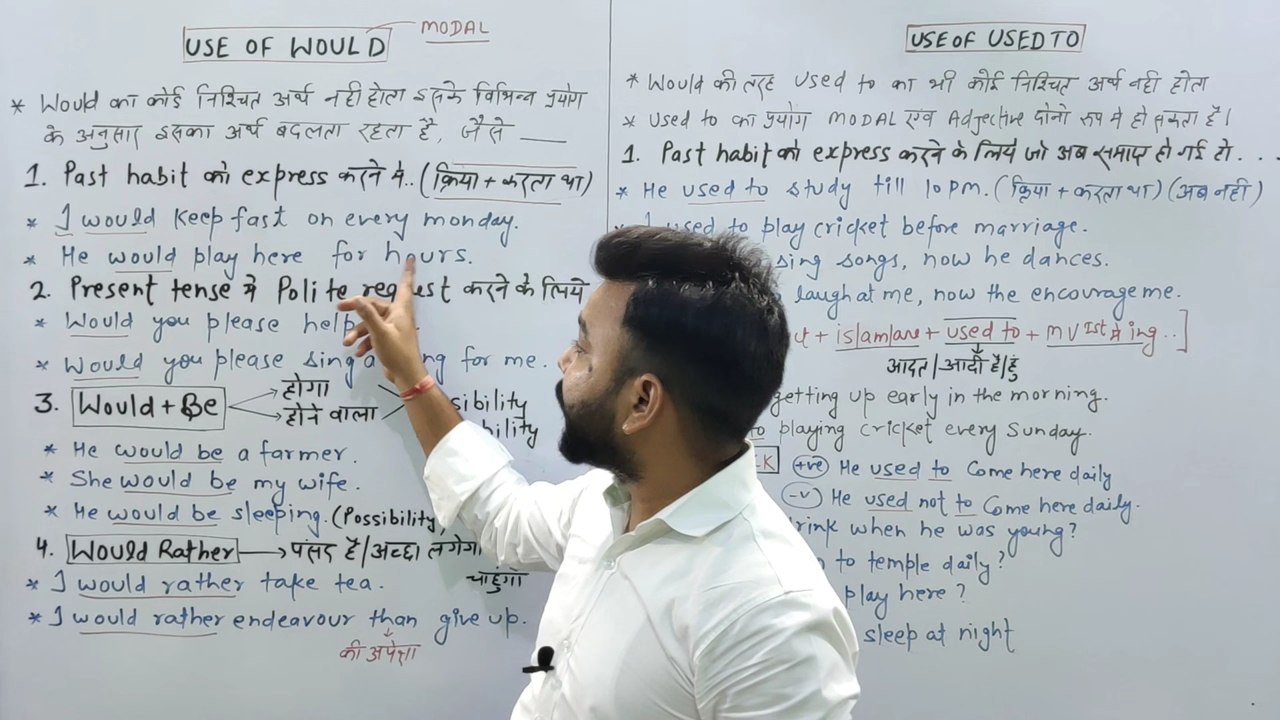 USE OF WOULD
MODAL
* Would का कोई निश्चित अर्थ नही होता इसके विभिन्न प्रयोग
के अनुसार इसका अर्थ बदलता रहता है, जैसे ___
1. Past habit को express करने मे.. (क्रिया + करता था)
* I would keep fast on every monday.
* He would play here for hours.
2. Present tense मे Polite request करने के लिये
* Would you please help
* Would you please sing a for me.
3. Would + Be
होगा
होने वाला
* He would be a farmer.
* She would be my wife.
* He would be sleeping. (Possibility
4. Would Rather → पंसद है/अच्छा लगेगा
चाहुगा
* I would rather take tea.
* I would rather endeavour than give up.
की अपेक्षा
USE OF USED TO
* Would की तरह used to का भी कोई निश्चित अर्थ नही होता
* Used to का प्रयोग MODAL एवं Adjective दोनो रूप मे हो सकता है।
1. Past habit को express करने के लिये जो अब समाप्त हो गई हो....
* He used to study till 10 pm. (क्रिया + करता था) (अब नही)
used to play cricket before marriage.
sing songs, now he dances.
laugh at me, now the encourage me.
+ is/am/are + used to + MV Ist मे ing ..]
आदत/आदी है/हुं
getting up early in the morning.
to playing cricket every Sunday.
(+ve) He used to Come here daily
(-v) He used not to Come here daily.
when he was young?
to temple daily?
play here?
sleep at night